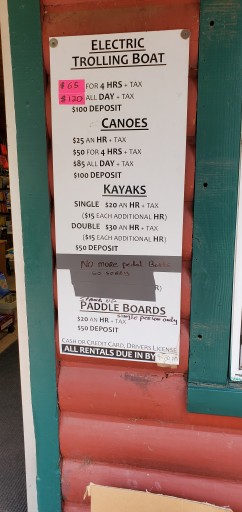 ELECTRIC
TROLLING BOAT
$65 FOR 4 HRS + TAX
$120 ALL DAY + TAX
$100 DEPOSIT
CANOES
$25 AN HR + TAX
$50 FOR 4 HRS + TAX
$85 ALL DAY + TAX
$100 DEPOSIT
KAYAKS
SINGLE $20 AN HR + TAX
($15 EACH ADDITIONAL HR)
DOUBLE $30 AN HR + TAX
($15 EACH ADDITIONAL HR)
$50 DEPOSIT
No more pedal Boats
HR)
Stand up
PADDLE BOARDS
single person only
$20 AN HR + TAX
$50 DEPOSIT
CASH OR CREDIT CARD, DRIVERS LICENSE
ALL RENTALS DUE IN BY